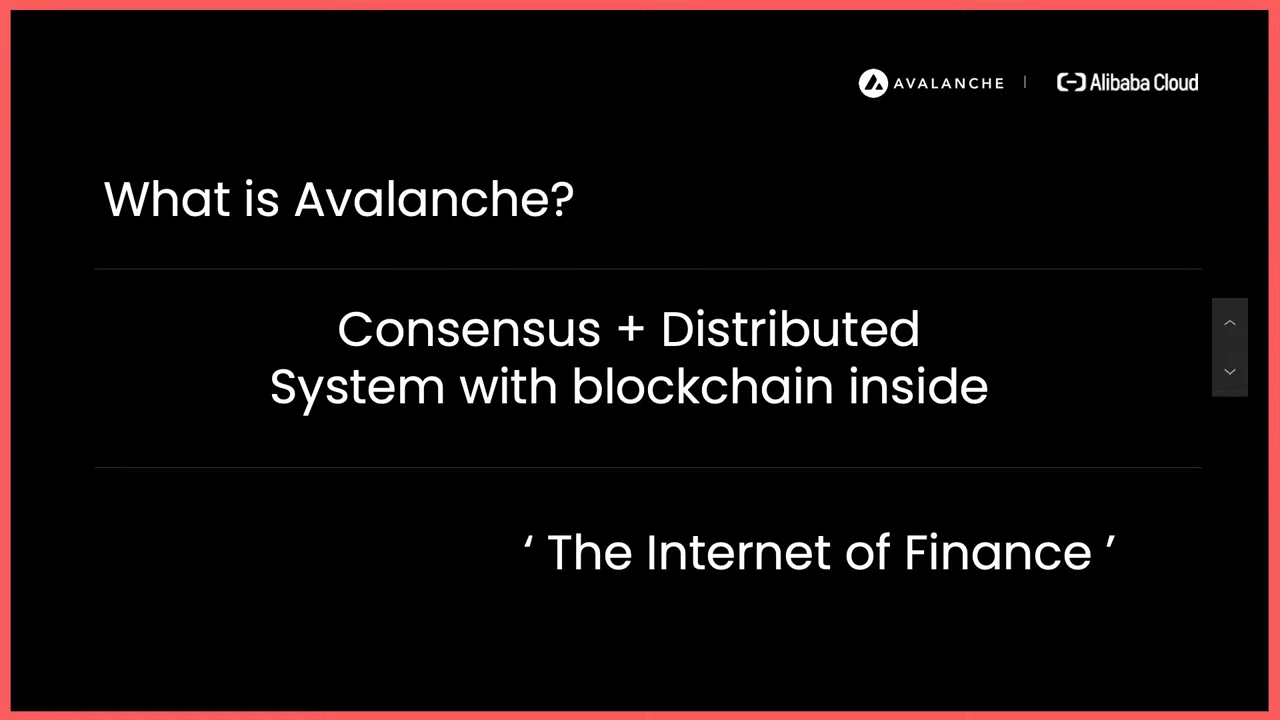 AVALANCHE | Alibaba Cloud
What is Avalanche?
Consensus + Distributed
System with blockchain inside
‘ The Internet of Finance ’